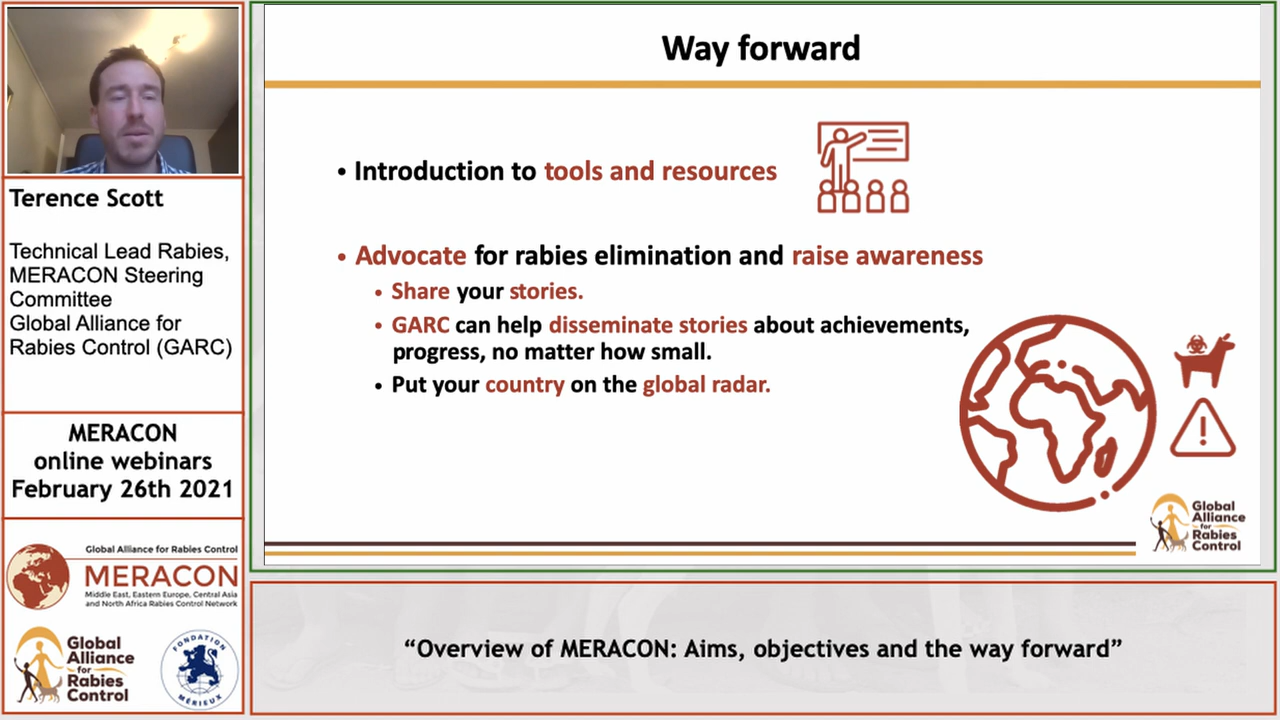 Terence Scott
Technical Lead Rabies,
MERACON Steering
Committee
Global Alliance for
Rabies Control (GARC)
MERACON
online webinars
February 26th 2021
Global Alliance for Rabies Control
MERACON
Middle East, Eastern Europe, Central Asia
and North Africa Rabies Control Network
Global
Alliance
for
Rabies
Control
FONDATION
MÉRIEUX
Way forward
• Introduction to tools and resources
• Advocate for rabies elimination and raise awareness
• Share your stories.
• GARC can help disseminate stories about achievements,
progress, no matter how small.
• Put your country on the global radar.
Global
Alliance
for
Rabies
Control
“Overview of MERACON: Aims, objectives and the way forward”